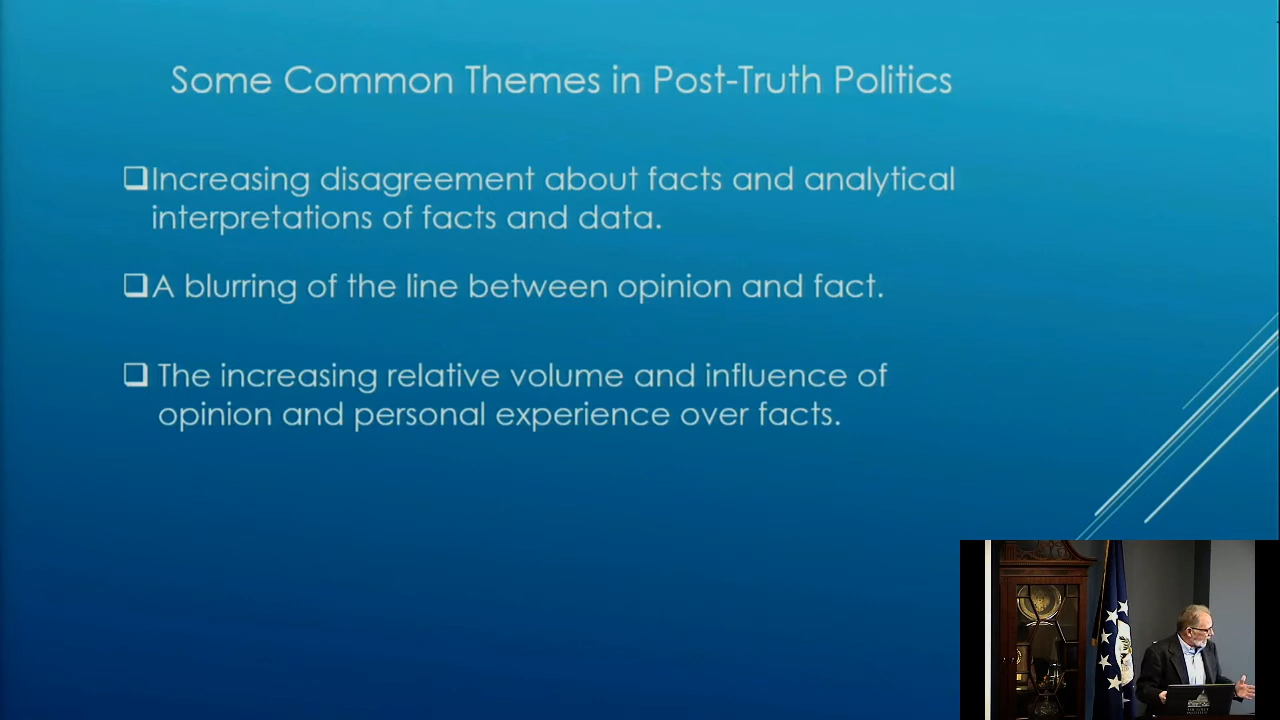 Some Common Themes in Post-Truth Politics
❑Increasing disagreement about facts and analytical
interpretations of facts and data.
❑A blurring of the line between opinion and fact.
❑ The increasing relative volume and influence of
opinion and personal experience over facts.